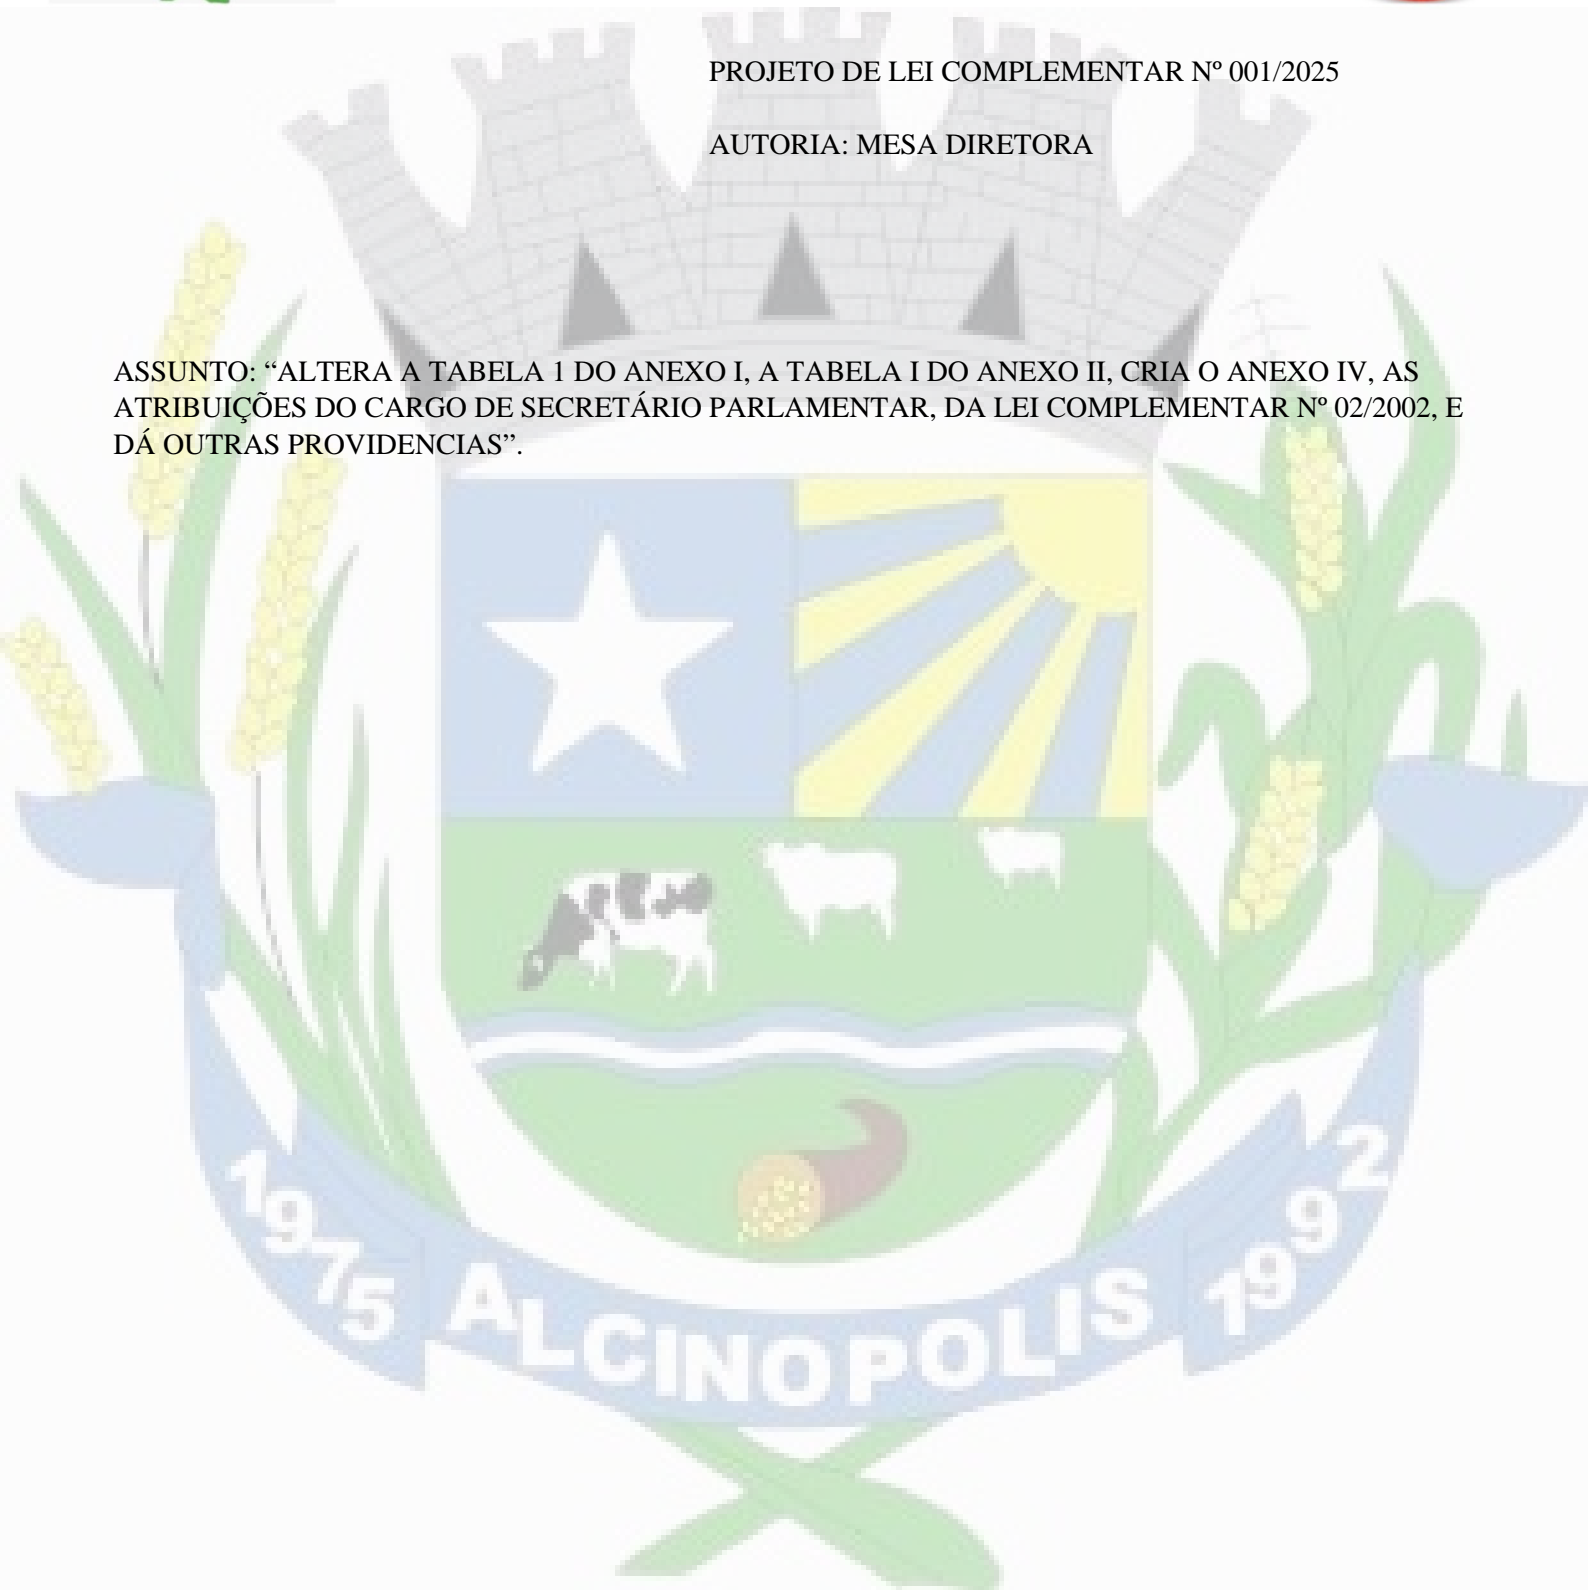 PROJETO DE LEI COMPLEMENTAR Nº 001/2025
AUTORIA: MESA DIRETORA
ASSUNTO: “ALTERA A TABELA 1 DO ANEXO I, A TABELA I DO ANEXO II, CRIA O ANEXO IV, AS
ATRIBUIÇÕES DO CARGO DE SECRETÁRIO PARLAMENTAR, DA LEI COMPLEMENTAR Nº 02/2002, E
DÁ OUTRAS PROVIDENCIAS”.
1975 ALCINOPOLIS 1992